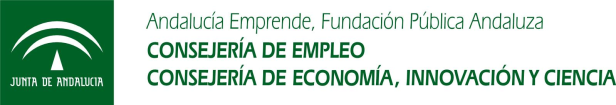 Andalucía Emprende, Fundación Pública Andaluza
CONSEJERÍA DE EMPLEO
CONSEJERÍA DE ECONOMÍA, INNOVACIÓN Y CIENCIA
JUNTA DE ANDALUCIA